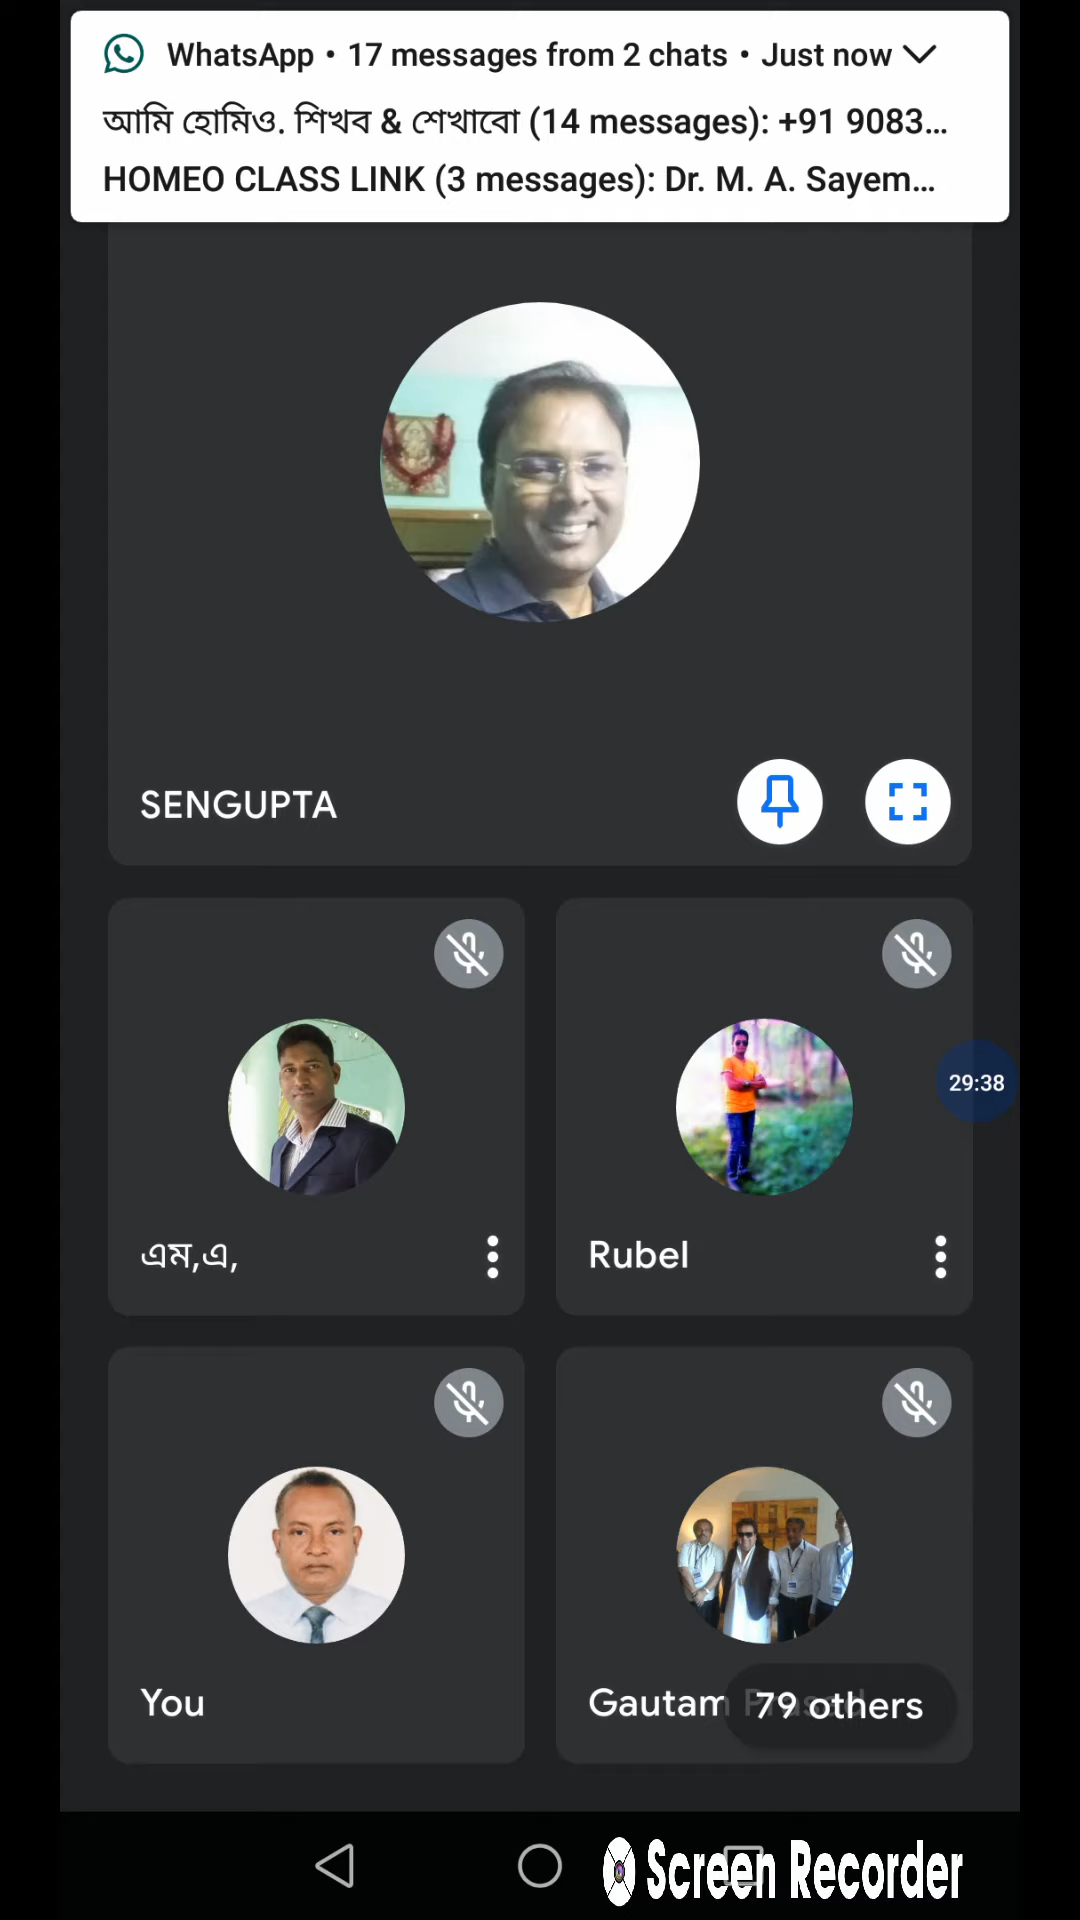 WhatsApp • 17 messages from 2 chats • Just now
আমি হোমিও. শিখব & শেখাবো (14 messages): +91 9083...
HOMEO CLASS LINK (3 messages): Dr. M. A. Sayem...
SENGUPTA
29:38
এম,এ,
Rubel
You
Gautam Prasad
79 others
Screen Recorder